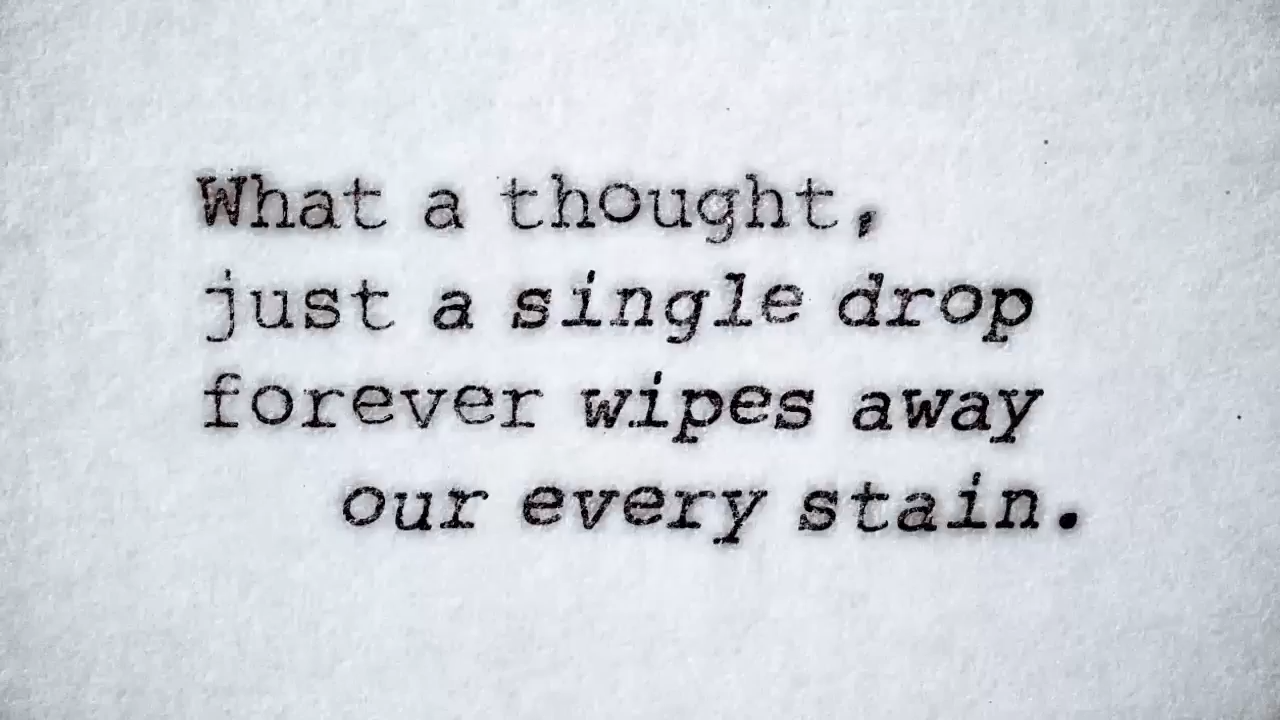 What a thought,
just a single drop
forever wipes away
our every stain.